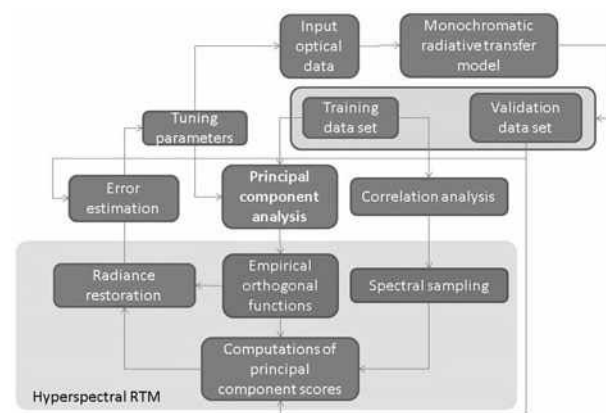 Input
optical
data
Monochromatic
radiative transfer
model
Training
data set
Validation
data set
Tuning
parameters
Error
estimation
Principal
component
analysis
Correlation analysis
Radiance
restoration
Empirical
orthogonal
functions
Spectral sampling
Computations of
principal
component scores
Hyperspectral RTM